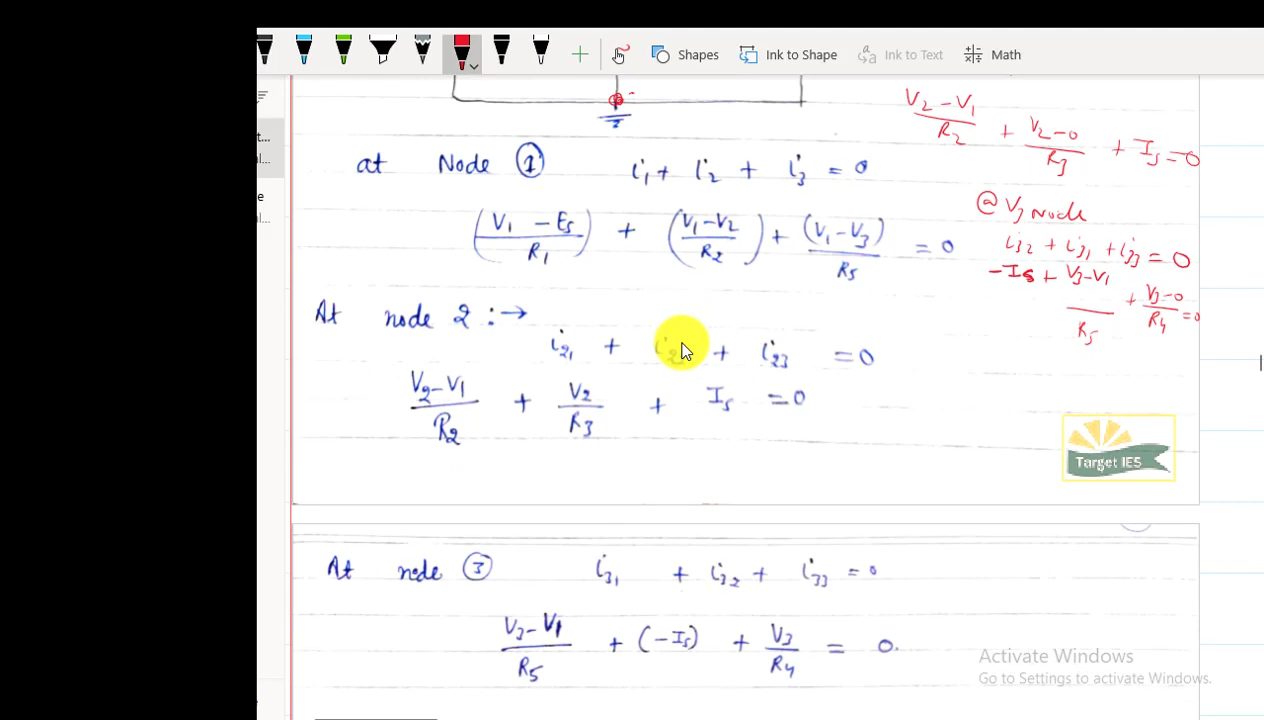 Shapes
Ink to Shape
Ink to Text
Math
at Node ① i₁ + i₂ + i₃ = 0
(V₁ - Es / R₁) + (V₁-V₂ / R₂) + (V₁-V₃) / R₅ = 0
At node 2 :→
i₂₁ + i₂₂ + i₂₃ = 0
V₂-V₁ / R₂ + V₂ / R₃ + Is = 0
V₂-V₁ / R₂ + V₂-0 / R₃ + Is = 0
@ V₃ Node
i₃₂ + i₃₁ + i₃₃ = 0
-Is + V₃-V₁ / R₅ + V₃-0 / R₄ = 0
Target IES
At node ③ i₃₁ + i₃₂ + i₃₃ = 0
V₃-V₁ / R₅ + (-Is) + V₃ / R₄ = 0.
Activate Windows
Go to Settings to activate Windows.